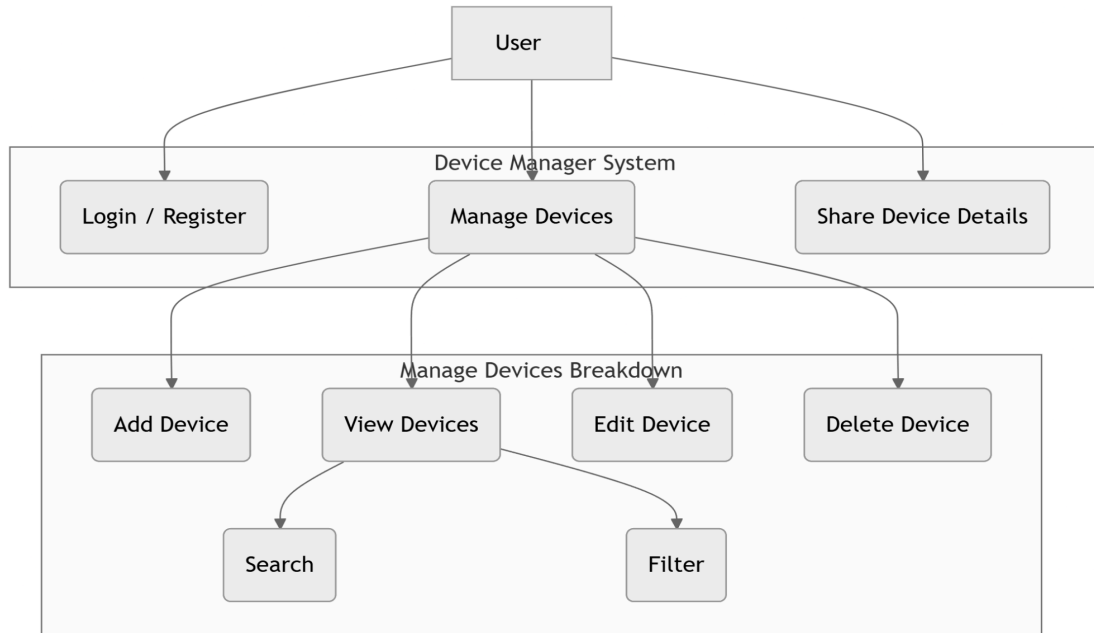 User
Device Manager System
Login / Register
Manage Devices
Share Device Details
Manage Devices Breakdown
Add Device
View Devices
Edit Device
Delete Device
Search
Filter